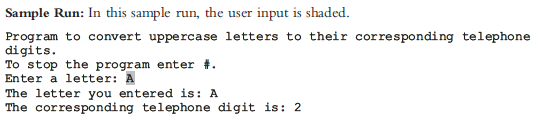 Sample Run: In this sample run, the user input is shaded.
Program to convert uppercase letters to their corresponding telephone
digits.
To stop the program enter #.
Enter a letter: A
The letter you entered is: A
The corresponding telephone digit is: 2